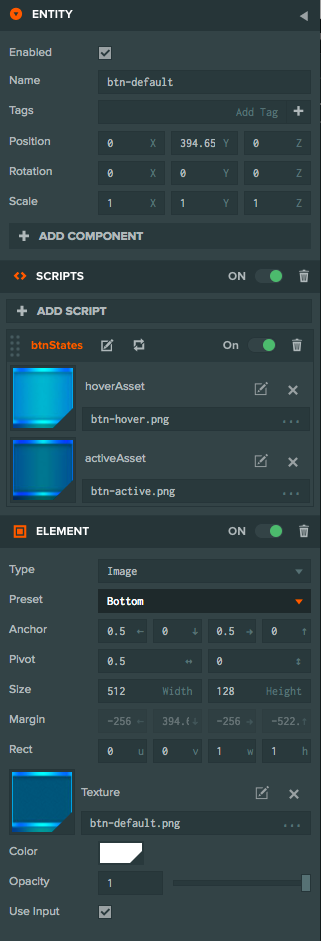 ENTITY
Enabled
Name btn-default
Tags Add Tag +
Position 0 X 394.65 Y 0 Z
Rotation 0 X 0 Y 0 Z
Scale 1 X 1 Y 1 Z
+ ADD COMPONENT
<> SCRIPTS ON
+ ADD SCRIPT
btnStates On
hoverAsset
btn-hover.png ...
activeAsset
btn-active.png ...
ELEMENT ON
Type Image
Preset Bottom
Anchor 0.5 ← 0 ↓ 0.5 → 0 ↑
Pivot 0.5 ↔ 0 ↕
Size 512 Width 128 Height
Margin -256 ← 394.6 ↓ -256 → -522. ↑
Rect 0 u 0 v 1 w 1 h
Texture
btn-default.png ...
Color
Opacity 1
Use Input